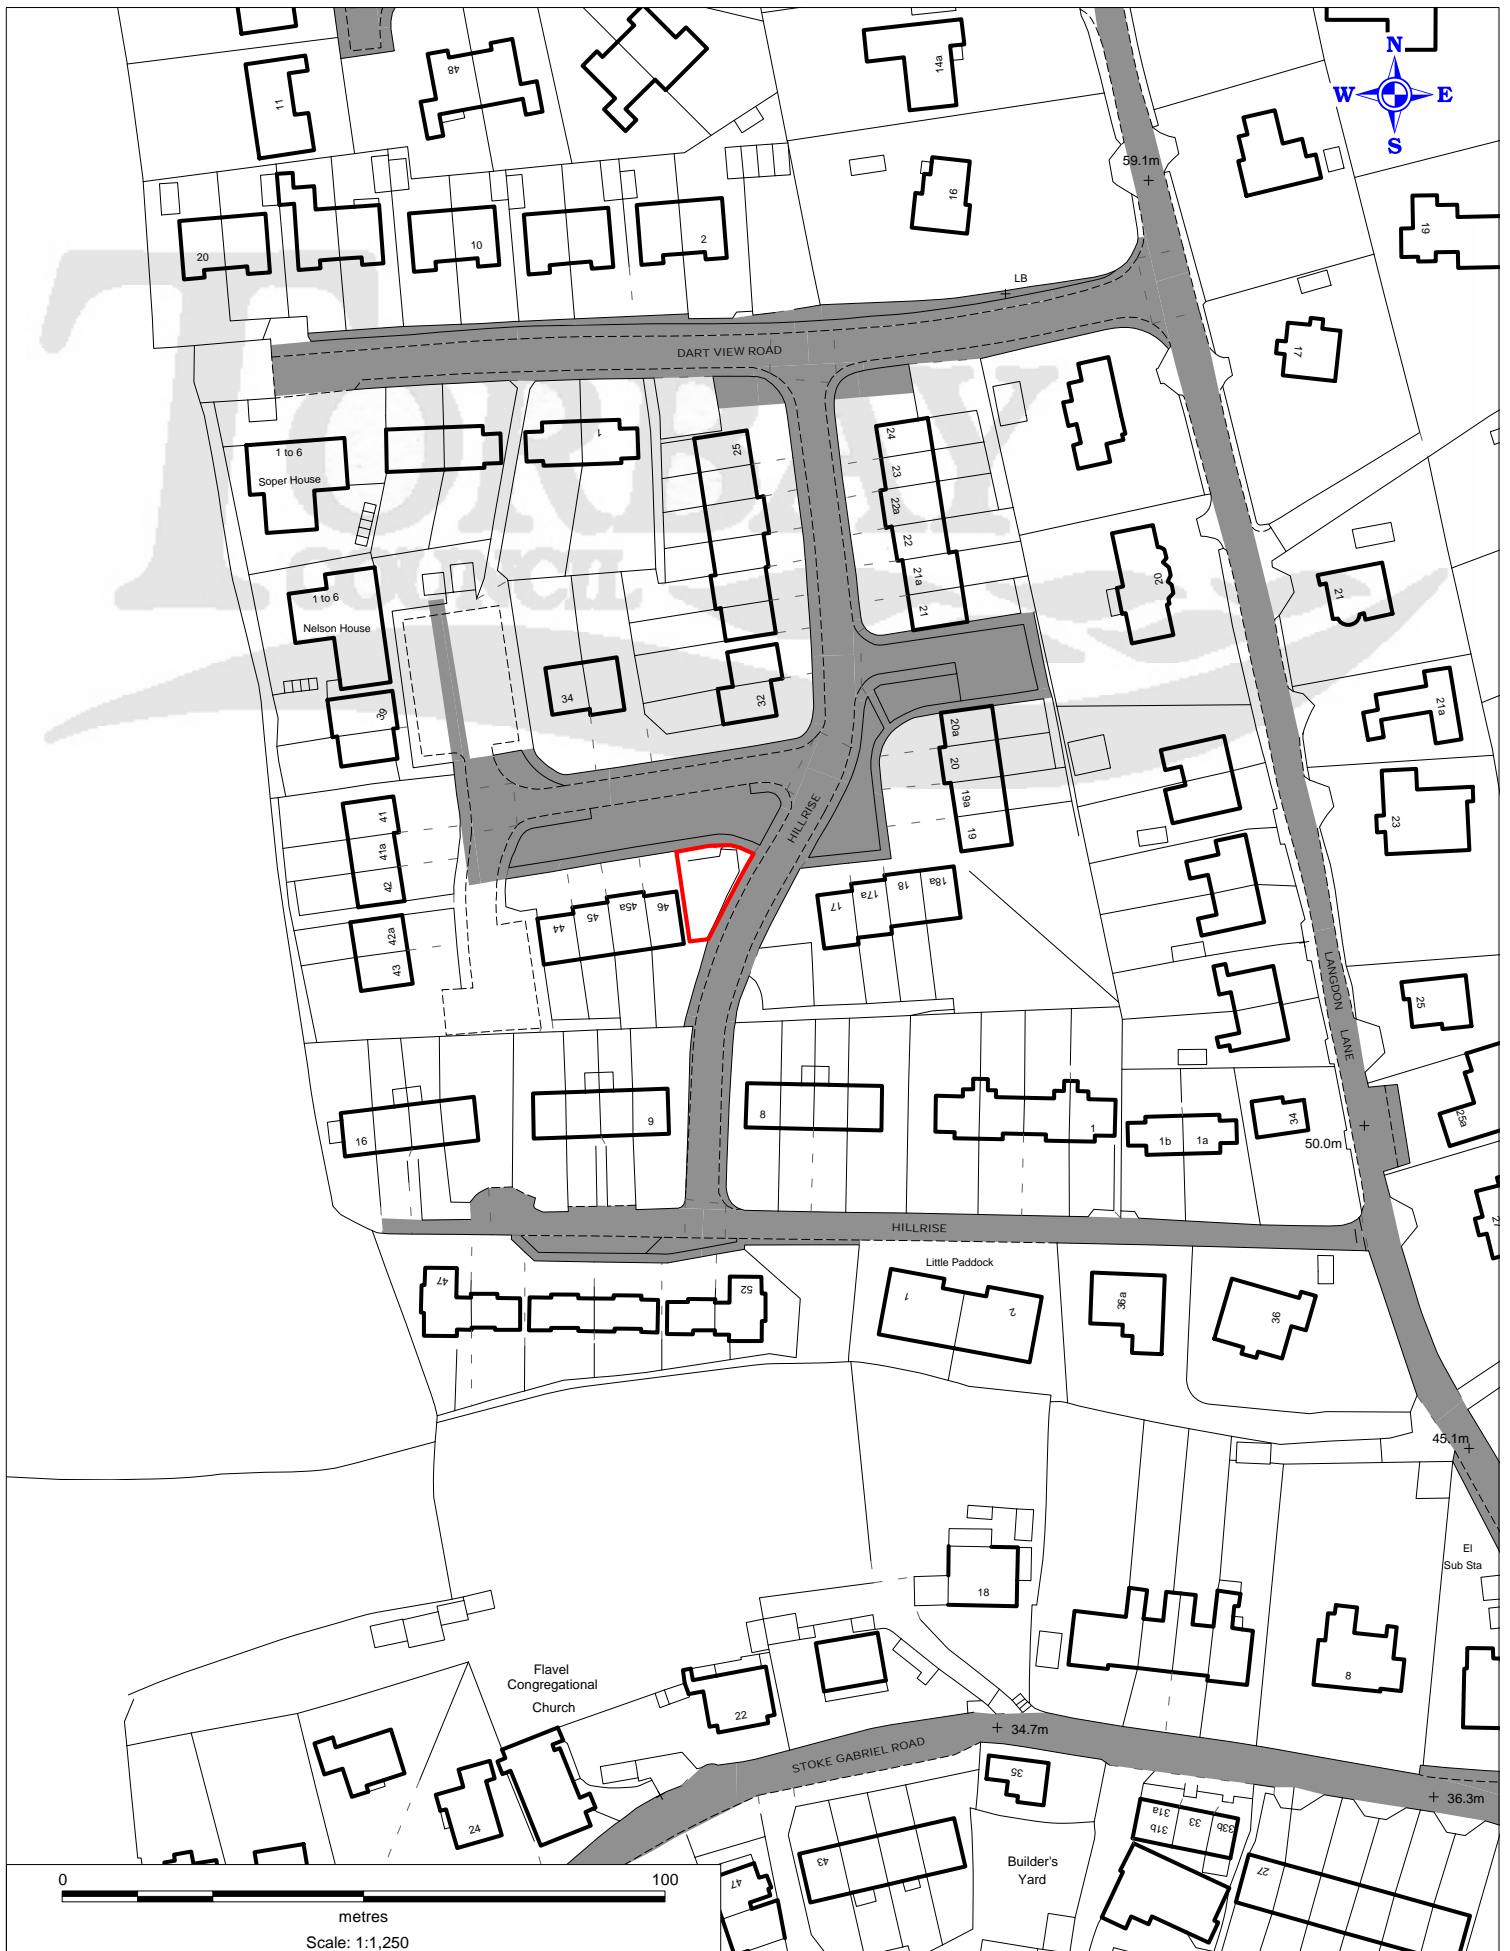 N
W E
S
11
48
14a
59.1m
16
19
20
10
2
LB
DART VIEW ROAD
17
TORBAY
COUNCIL
1 to 6
Soper House
1
25
24
23
22a
22
21a
21
20
21
1 to 6
Nelson House
34
32
39
20a
20
19a
19
21a
23
HILLRISE
41
41a
42
42a
43
44
45
45a
46
17
17a
18
18a
LANGDON LANE
25
25a
16
9
8
1
1b
1a
34
50.0m
27
HILLRISE
47
52
Little Paddock
1
2
36a
36
45.1m
El
Sub Sta
18
8
Flavel
Congregational
Church
22
24
34.7m
STOKE GABRIEL ROAD
35
36.3m
31a
31b
33
33b
43
47
Builder's
Yard
27
0
100
metres
Scale: 1:1,250